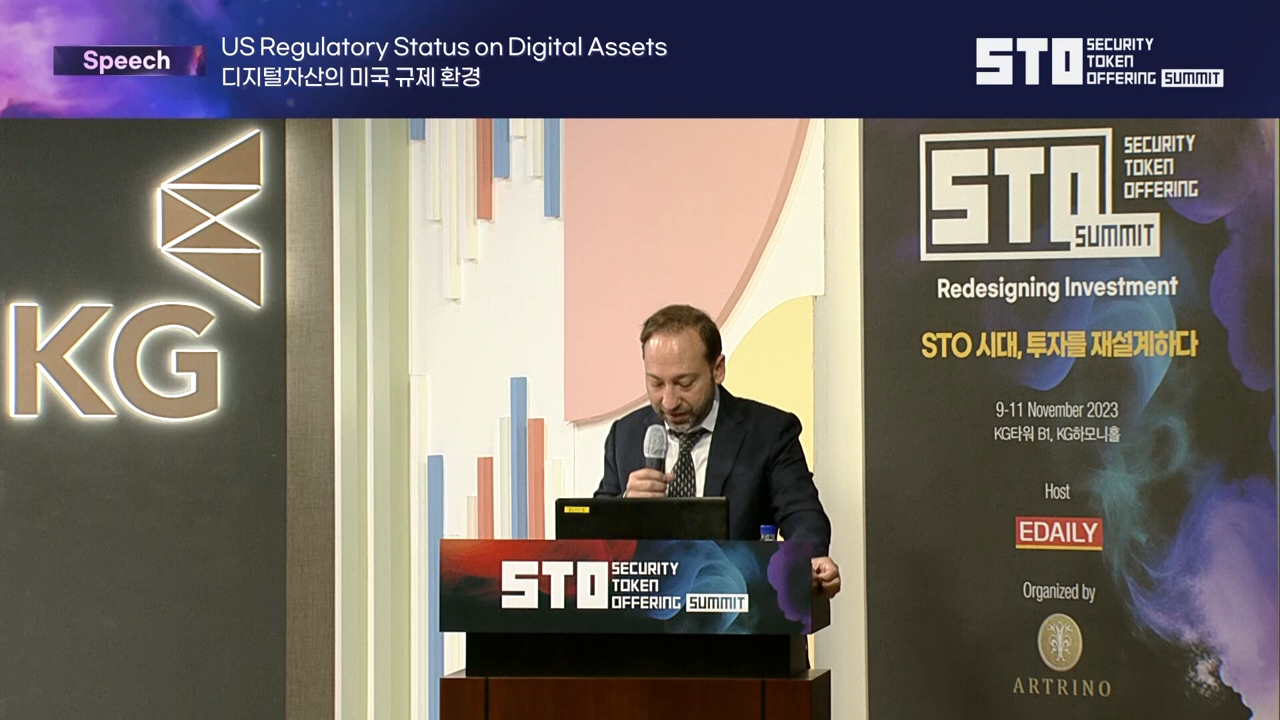 Speech
US Regulatory Status on Digital Assets
디지털자산의 미국 규제 환경
STO SECURITY
TOKEN
OFFERING SUMMIT
KG
STO SECURITY
TOKEN
OFFERING
SUMMIT
Redesigning Investment
STO 시대, 투자를 재설계하다
9-11 November 2023
KG타워 B1, KG하모니홀
Host
EDAILY
Organized by
ARTRINO
STO SECURITY
TOKEN
OFFERING SUMMIT